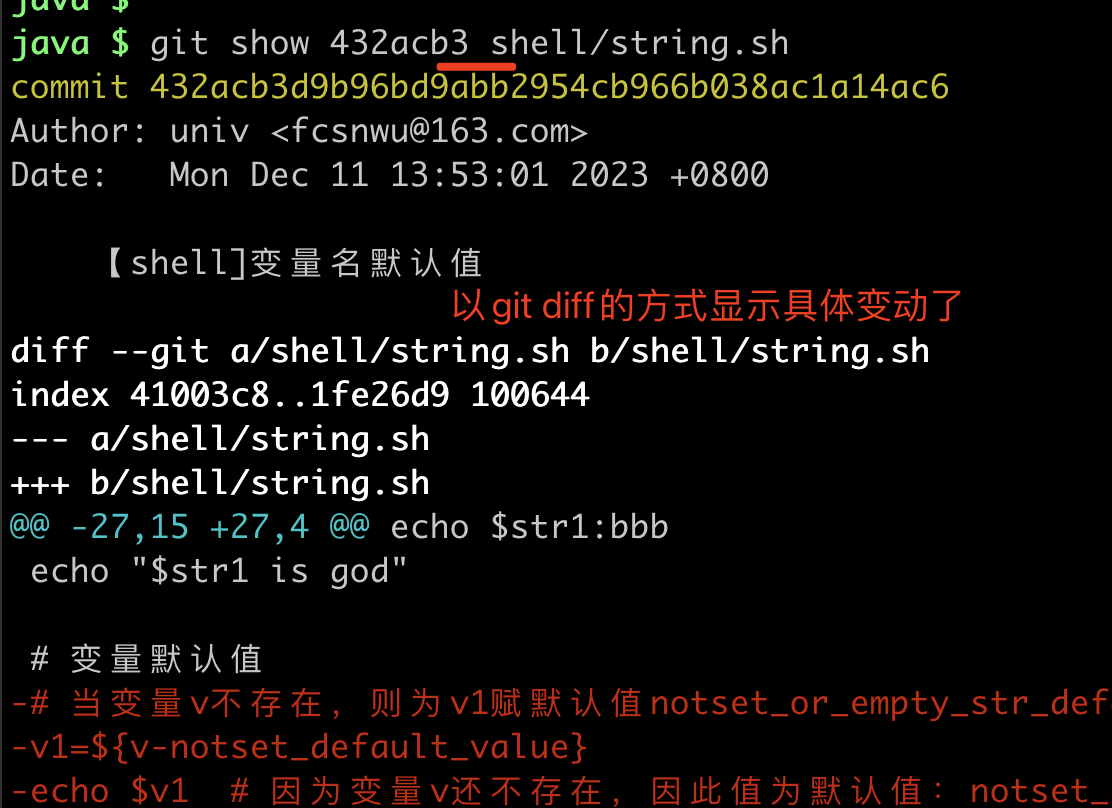 java $
java $ git show 432acb3 shell/string.sh
commit 432acb3d9b96bd9abb2954cb966b038ac1a14ac6
Author: univ <fcsnwu@163.com>
Date:   Mon Dec 11 13:53:01 2023 +0800
【shell]变量名默认值
以git diff的方式显示具体变动了
diff --git a/shell/string.sh b/shell/string.sh
index 41003c8..1fe26d9 100644
--- a/shell/string.sh
+++ b/shell/string.sh
@@ -27,15 +27,4 @@ echo $str1:bbb
 echo "$str1 is god"
 # 变量默认值
-# 当变量v不存在，则为v1赋默认值notset_or_empty_str_def
-v1=${v-notset_default_value}
-echo $v1  # 因为变量v还不存在，因此值为默认值：notset_